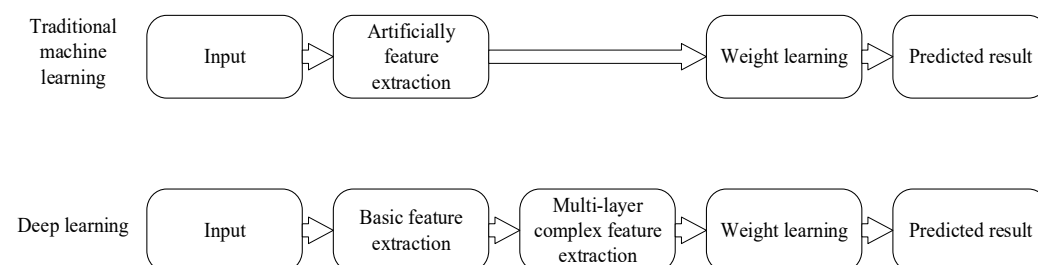 Traditional
machine
learning
Input
Artificially
feature
extraction
Weight learning
Predicted result
Deep learning
Input
Basic feature
extraction
Multi-layer
complex feature
extraction
Weight learning
Predicted result